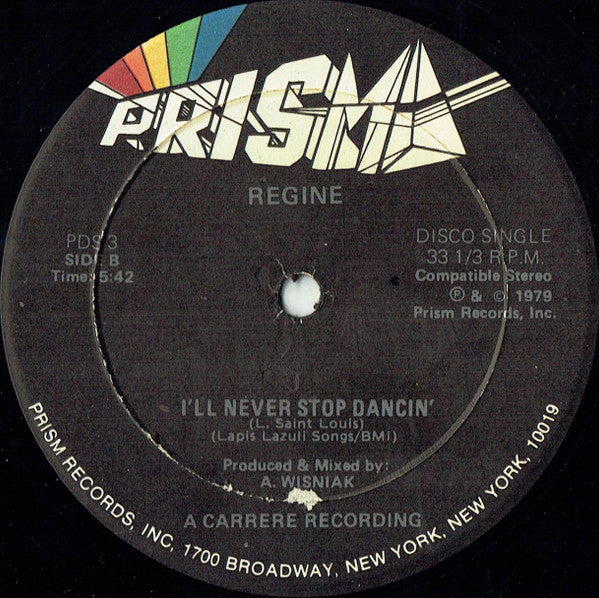 PRISM
REGINE
PDS 3
SIDE B
Time: 5:42
DISCO SINGLE
33 1/3 R.P.M.
Compatible Stereo
Ⓟ & © 1979
Prism Records, Inc.
I'LL NEVER STOP DANCIN'
(L. Saint Louis)
(Lapis Lazuli Songs/BMI)
Produced & Mixed by:
A. WISNIAK
A CARRERE RECORDING
PRISM RECORDS, INC, 1700 BROADWAY, NEW YORK, NEW YORK, 10019